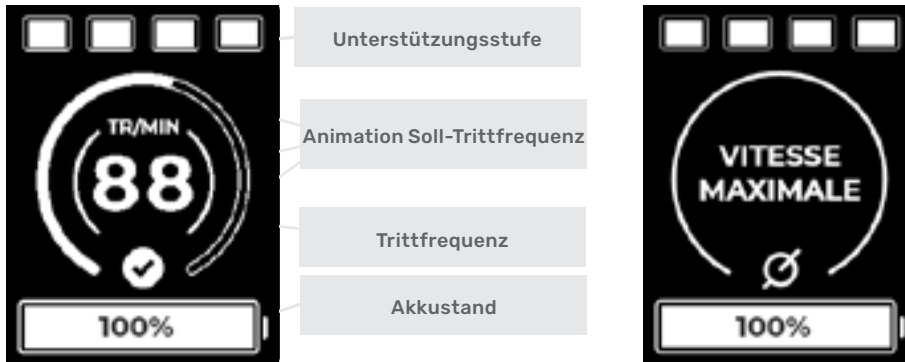 TR/MIN
88
100%
Unterstützungsstufe
Animation Soll-Trittfrequenz
Trittfrequenz
Akkustand
VITESSE
MAXIMALE
100%